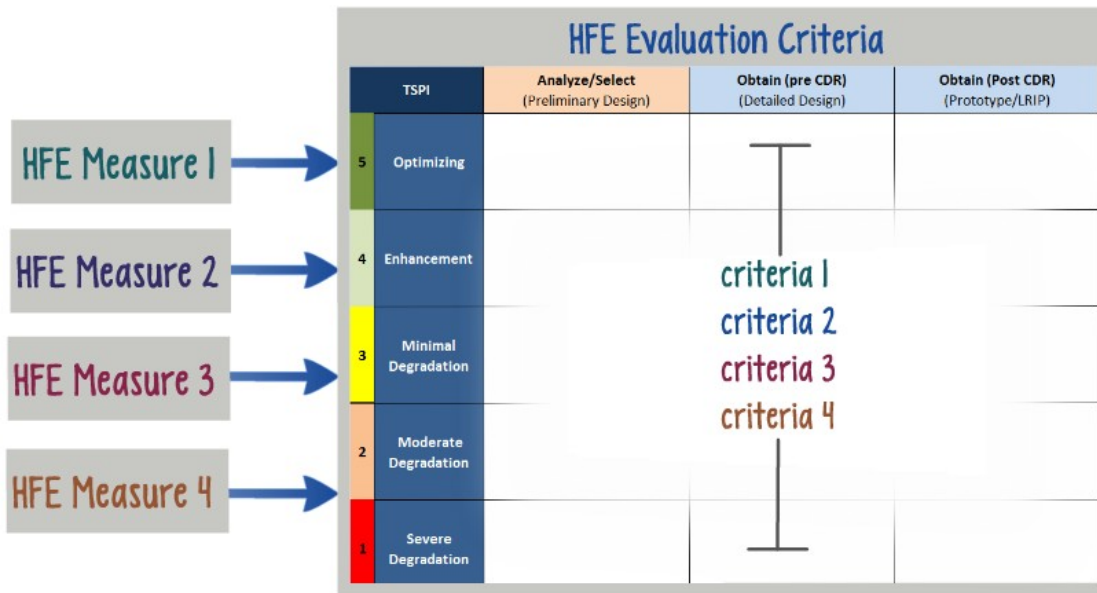 HFE Evaluation Criteria
TSPI
Analyze/Select
(Preliminary Design)
Obtain (pre CDR)
(Detailed Design)
Obtain (Post CDR)
(Prototype/LRIP)
HFE Measure 1
HFE Measure 2
HFE Measure 3
HFE Measure 4
5
Optimizing
4
Enhancement
3
Minimal
Degradation
2
Moderate
Degradation
1
Severe
Degradation
criteria 1
criteria 2
criteria 3
criteria 4